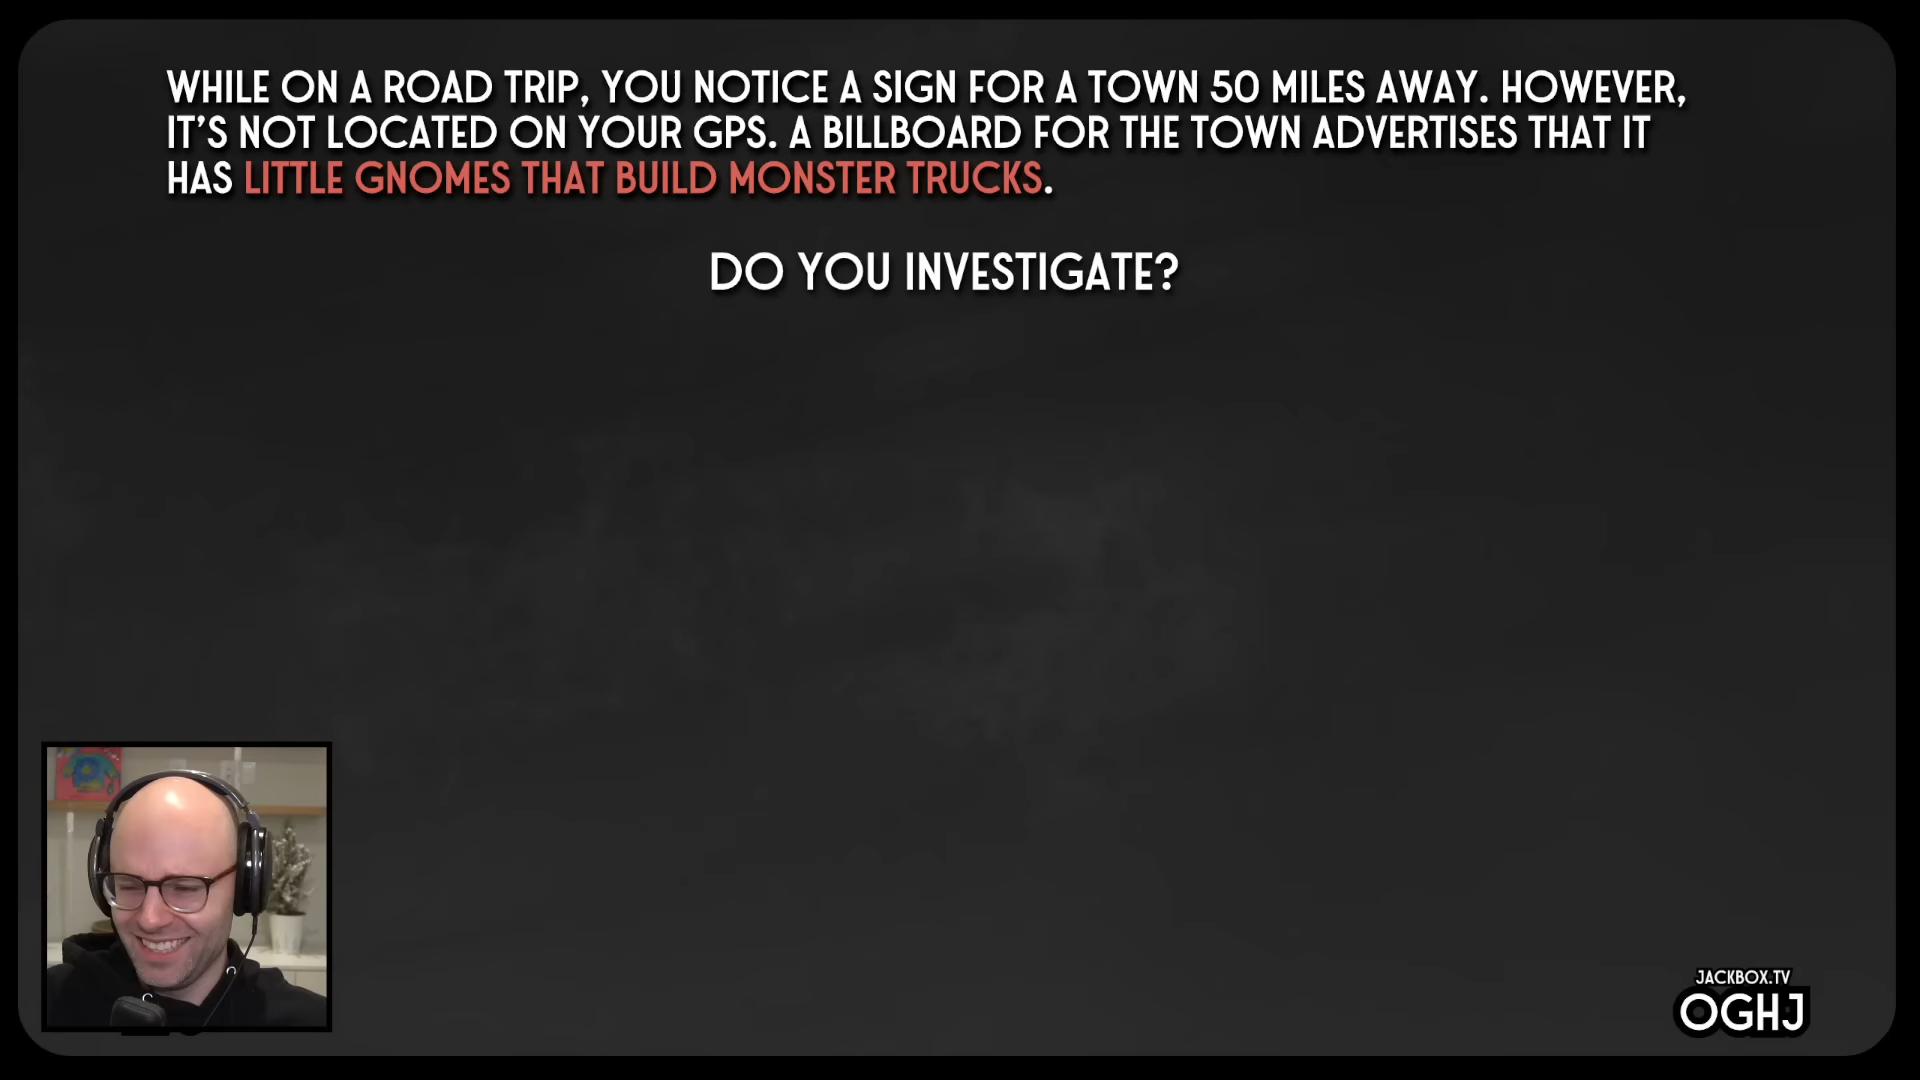 WHILE ON A ROAD TRIP, YOU NOTICE A SIGN FOR A TOWN 50 MILES AWAY. HOWEVER,
IT'S NOT LOCATED ON YOUR GPS. A BILLBOARD FOR THE TOWN ADVERTISES THAT IT
HAS LITTLE GNOMES THAT BUILD MONSTER TRUCKS.
DO YOU INVESTIGATE?
JACKBOX.TV
OGHJ